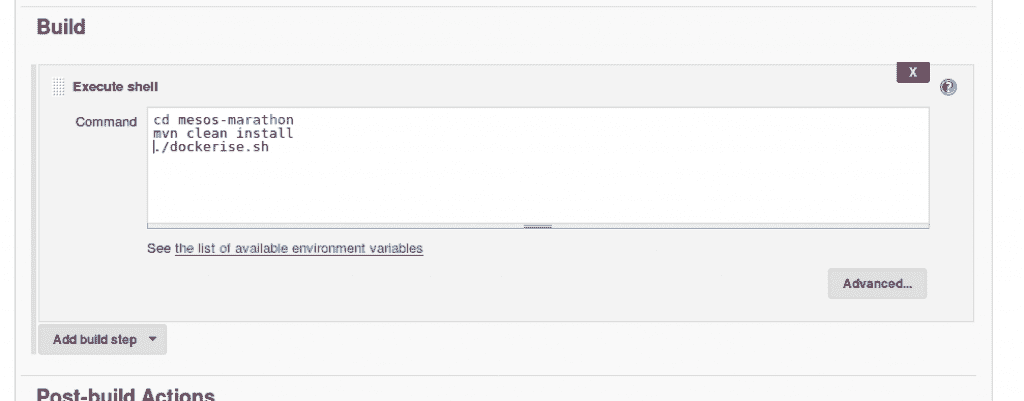 Build
X
Execute shell
?
Command
cd mesos-marathon
mvn clean install
./dockerise.sh
See the list of available environment variables
Advanced...
Add build step
Post-build Actions